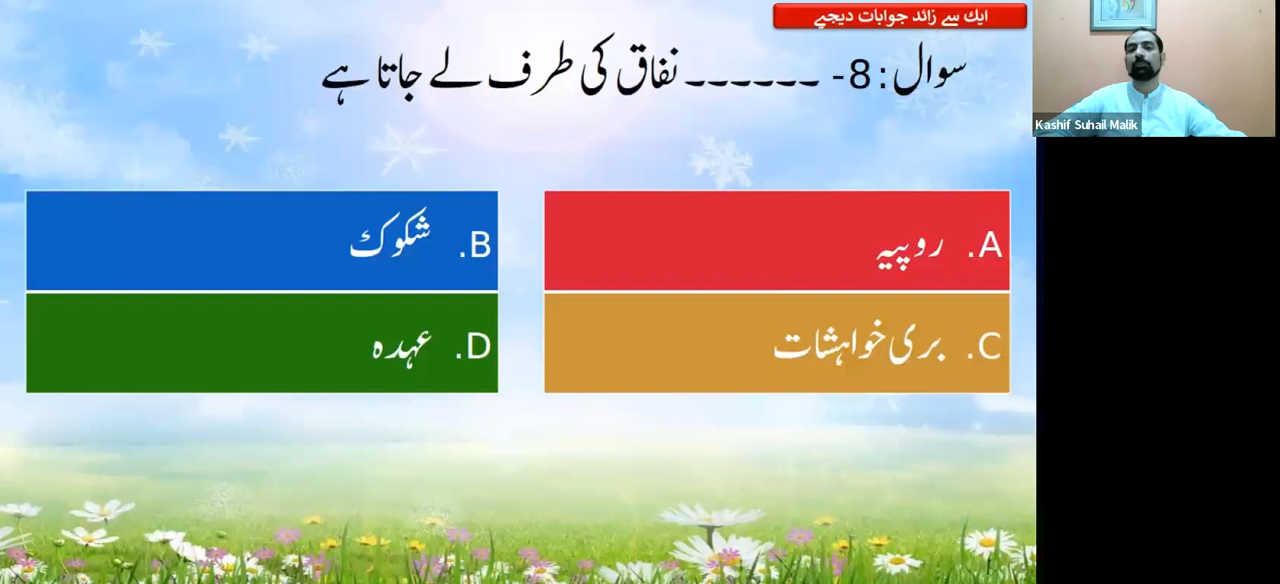 ایک سے زائد جوابات دیجیے
سوال:8- ۔۔۔۔۔۔ نفاق کی طرف لے جاتا ہے
A. روپیہ
B. شکوک
C. بری خواہشات
D. عہدہ
Kashif Suhail Malik